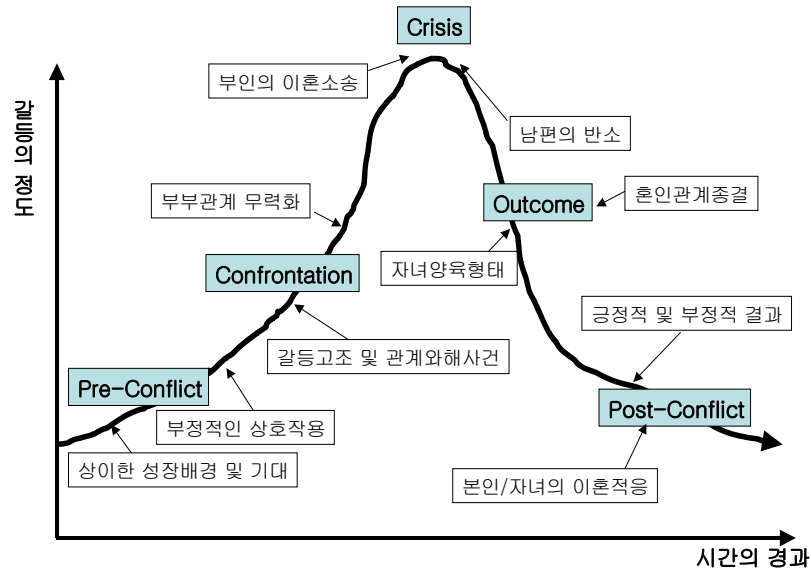 Crisis
부인의 이혼소송
갈등의 정도
남편의 반소
부부관계 무력화
Outcome
혼인관계종결
Confrontation
자녀양육형태
긍정적 및 부정적 결과
갈등고조 및 관계와해사건
Pre-Conflict
Post-Conflict
부정적인 상호작용
상이한 성장배경 및 기대
본인/자녀의 이혼적응
시간의 경과